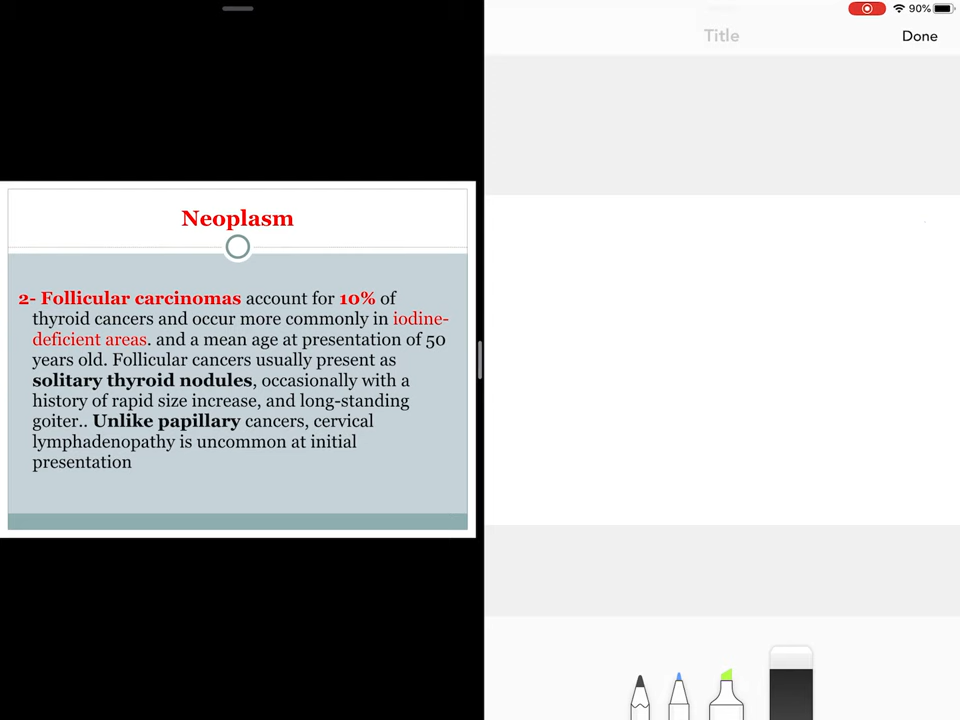 90%
Title
Done
Neoplasm
2- Follicular carcinomas account for 10% of
thyroid cancers and occur more commonly in iodine-
deficient areas. and a mean age at presentation of 50
years old. Follicular cancers usually present as
solitary thyroid nodules, occasionally with a
history of rapid size increase, and long-standing
goiter.. Unlike papillary cancers, cervical
lymphadenopathy is uncommon at initial
presentation